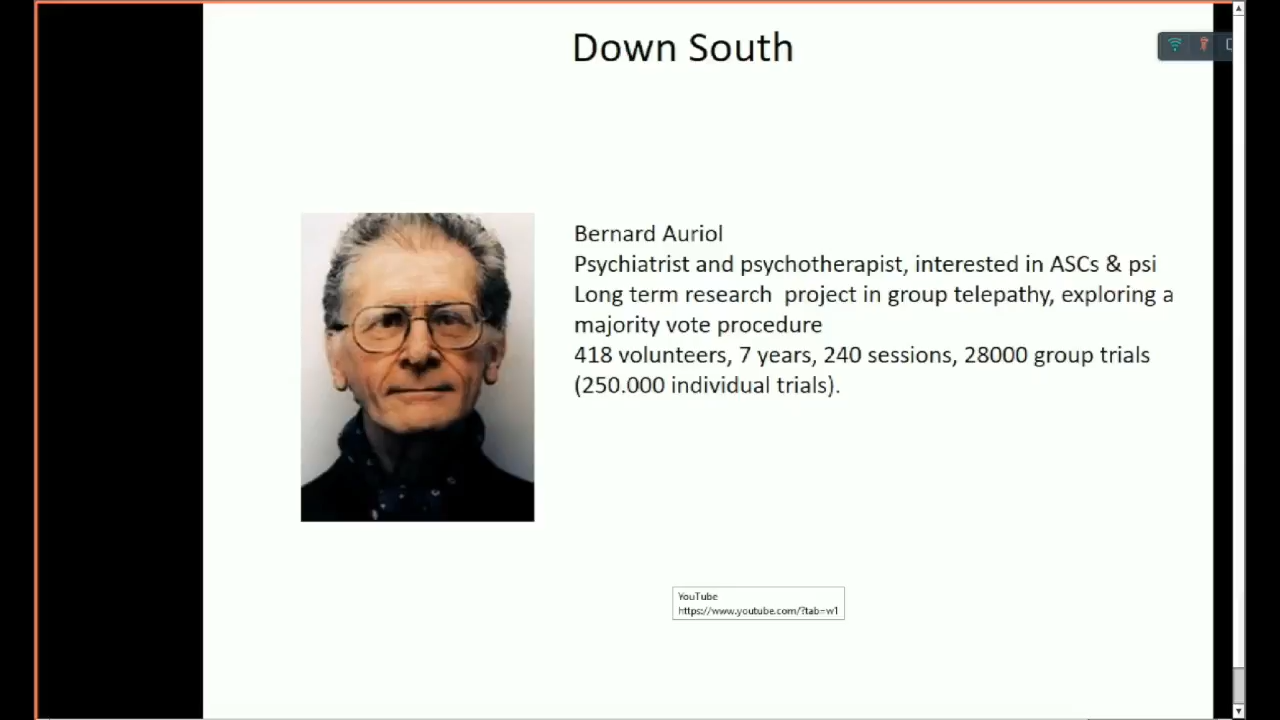 Down South
Bernard Auriol
Psychiatrist and psychotherapist, interested in ASCs & psi
Long term research  project in group telepathy, exploring a
majority vote procedure
418 volunteers, 7 years, 240 sessions, 28000 group trials
(250.000 individual trials).
YouTube
https://www.youtube.com/?tab=w1